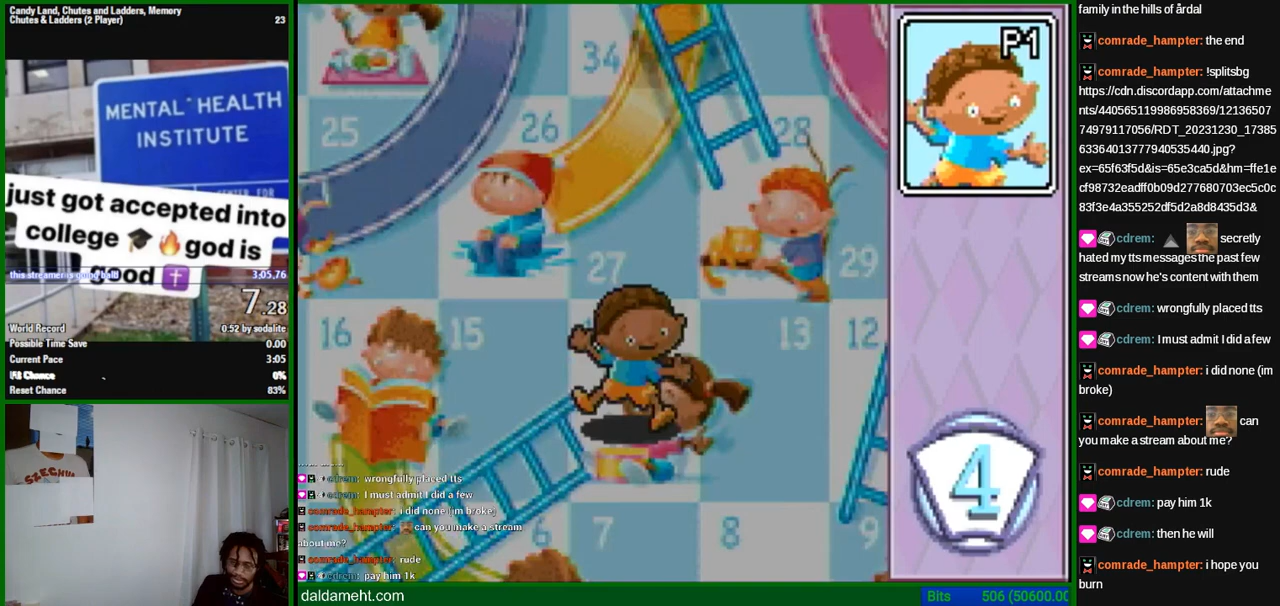 Candy Land, Chutes and Ladders, Memory
Chutes & Ladders (2 Player)
23
MENTAL HEALTH
INSTITUTE
just got accepted into
college 🎓🔥god is
good ✝️
this streamer is going bald!
3:05.76
7.28
World Record
0.52 by sodalite
Possible Time Save
0.00
Current Pace
3:05
0%
Reset Chance
83%
34
25
26
28
27
29
16
15
13
12
6
7
8
9
P1
4
cdrem: wrongfully placed tts
cdrem: I must admit I did a few
comrade_hampter: i did none (im broke)
comrade_hampter: can you make a stream
about me?
comrade_hampter: rude
cdrem: pay him 1k
daldameht.com
Bits
506 (50600.00
family in the hills of årdal
comrade_hampter: the end
comrade_hampter: !splitsbg
https://cdn.discordapp.com/attachme
nts/440565119986958369/12136507
74979117056/RDT_20231230_17385
63364013777940535440.jpg?
ex=65f63f5d&is=65e3ca5d&hm=ffe1e
cf98732eadff0b09d277680703ec5c0c
83f3e4a355252df5d2a8d8435d3&
cdrem: secretly
hated my tts messages the past few
streams now he's content with them
cdrem: wrongfully placed tts
cdrem: I must admit I did a few
comrade_hampter: i did none (im
broke)
comrade_hampter: can
you make a stream about me?
comrade_hampter: rude
cdrem: pay him 1k
cdrem: then he will
comrade_hampter: i hope you
burn